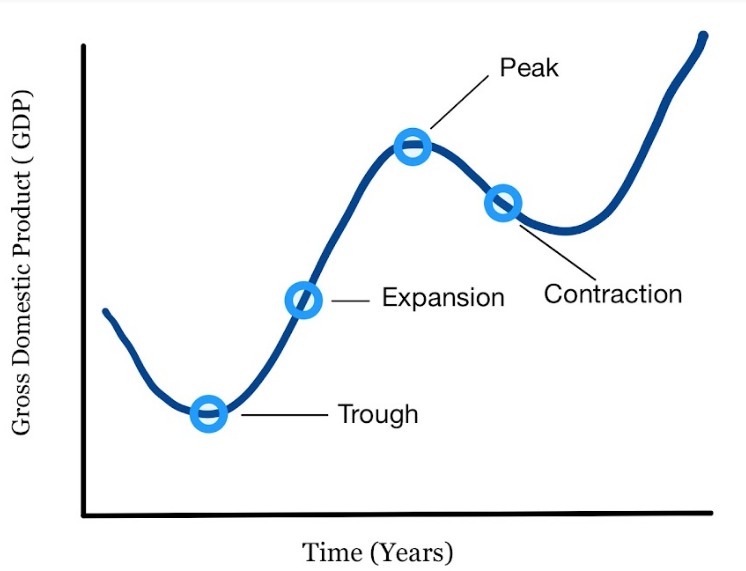 Peak
Gross Domestic Product ( GDP)
Expansion
Contraction
Trough
Time (Years)